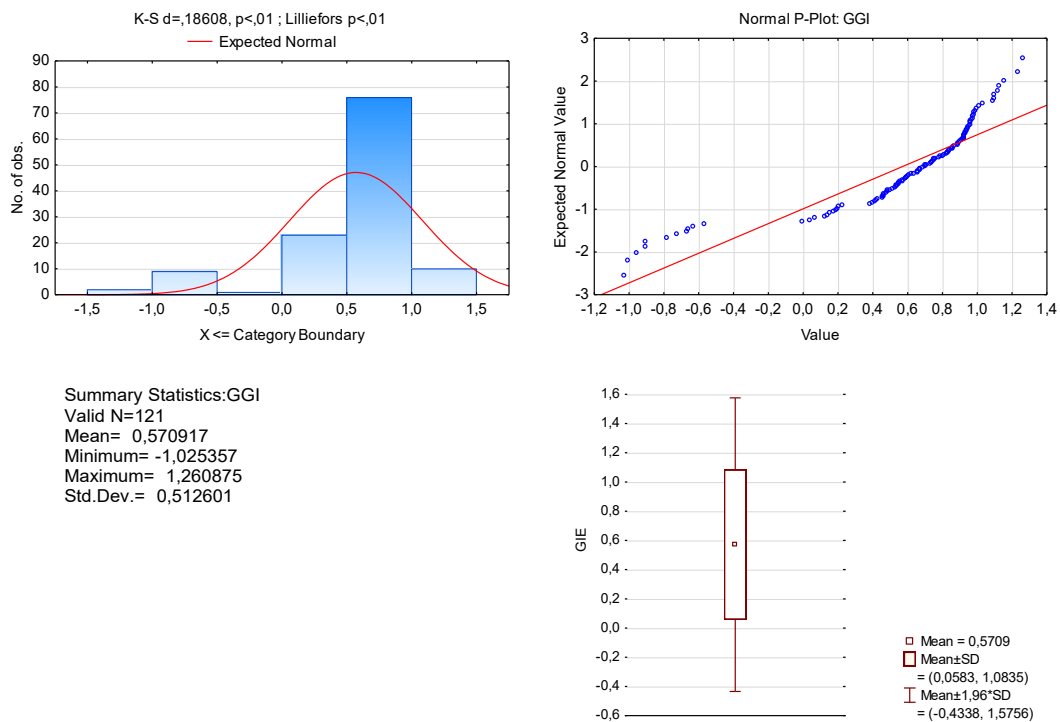 K-S d=,18608, p<,01 ; Lilliefors p<,01
Expected Normal
90
80
70
60
50
40
30
20
10
0
No. of obs.
-1,5 -1,0 -0,5 0,0 0,5 1,0 1,5
X <= Category Boundary
Normal P-Plot: GGI
3
2
1
0
-1
-2
-3
Expected Normal Value
-1,2 -1,0 -0,8 -0,6 -0,4 -0,2 0,0 0,2 0,4 0,6 0,8 1,0 1,2 1,4
Value
Summary Statistics:GGI
Valid N=121
Mean= 0,570917
Minimum= -1,025357
Maximum= 1,260875
Std.Dev.= 0,512601
1,6
1,4
1,2
1,0
0,8
0,6
0,4
0,2
0,0
-0,2
-0,4
-0,6
GIE
Mean = 0,5709
Mean±SD
= (0,0583, 1,0835)
Mean±1,96*SD
= (-0,4338, 1,5756)